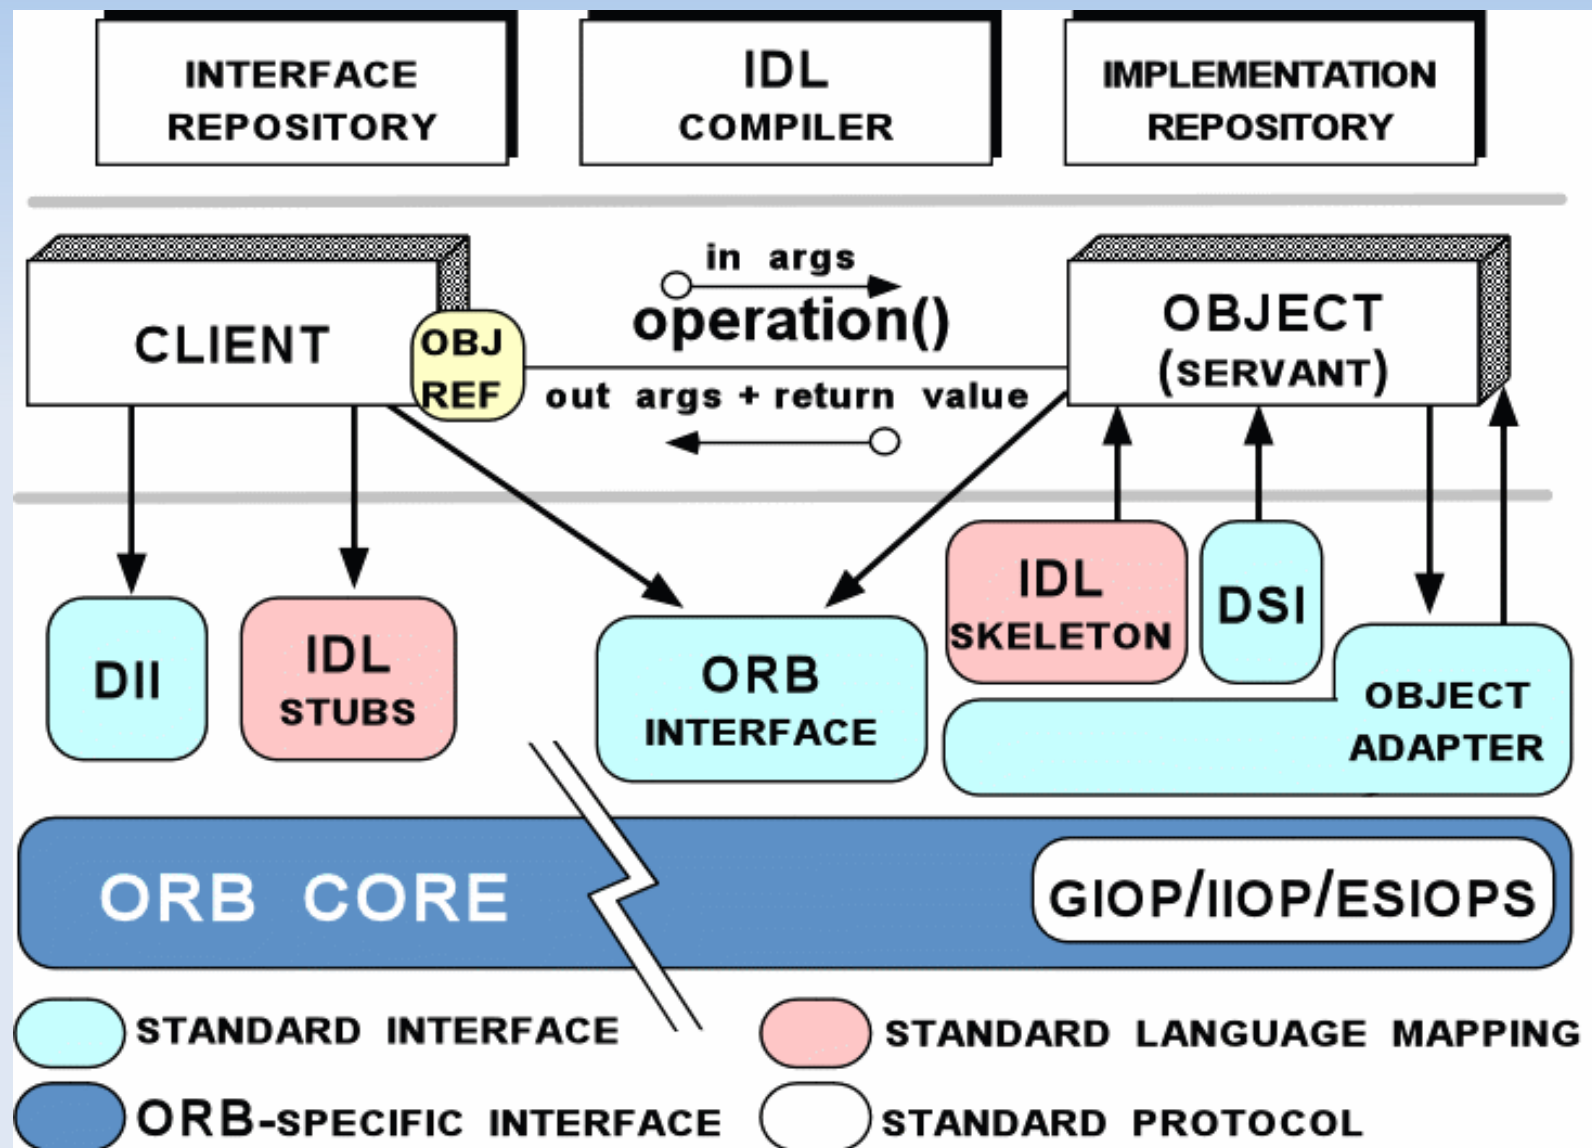 INTERFACE
REPOSITORY
IDL
COMPILER
IMPLEMENTATION
REPOSITORY
in args
operation()
out args + return value
CLIENT
OBJ
REF
OBJECT
(SERVANT)
DII
IDL
STUBS
ORB
INTERFACE
IDL
SKELETON
DSI
OBJECT
ADAPTER
ORB CORE
GIOP/IIOP/ESIOPS
STANDARD INTERFACE
STANDARD LANGUAGE MAPPING
ORB-SPECIFIC INTERFACE
STANDARD PROTOCOL